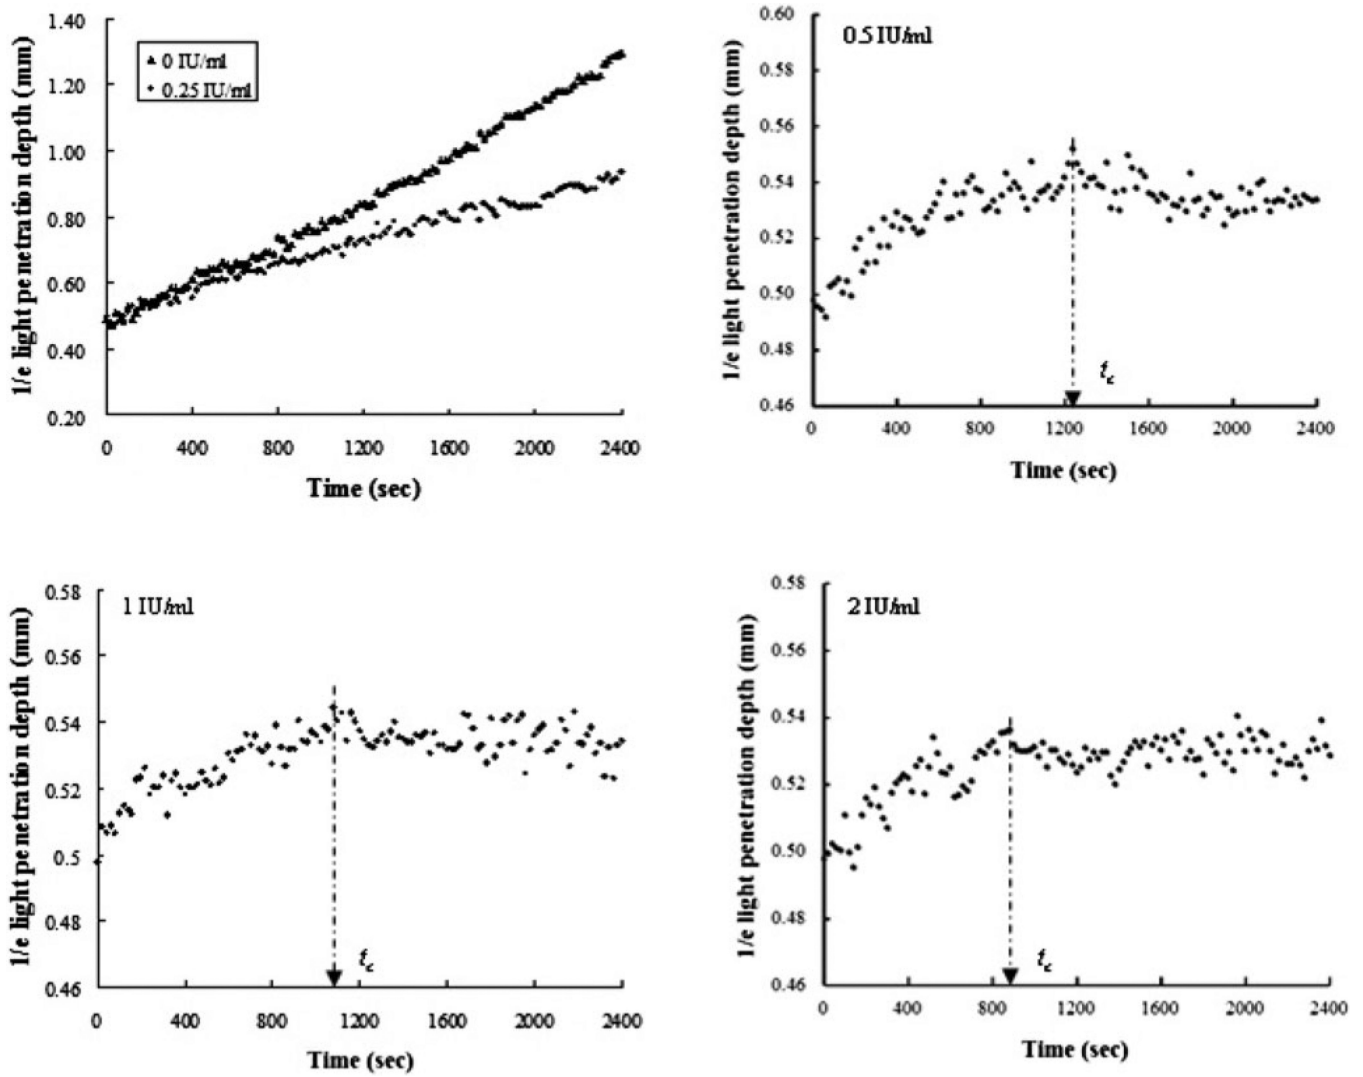 1/e light penetration depth (mm)
1.40
1.20
1.00
0.80
0.60
0.40
0.20
0 IU/ml
0.25 IU/ml
0 400 800 1200 1600 2000 2400
Time (sec)
1/e light penetration depth (mm)
0.60
0.58
0.56
0.54
0.52
0.50
0.48
0.46
0.5 IU/ml
tc
0 400 800 1200 1600 2000 2400
Time (sec)
1/e light penetration depth (mm)
0.58
0.56
0.54
0.52
0.5
0.48
0.46
1 IU/ml
tc
0 400 800 1200 1600 2000 2400
Time (sec)
1/e light penetration depth (mm)
0.58
0.56
0.54
0.52
0.50
0.48
0.46
2 IU/ml
tc
0 400 800 1200 1600 2000 2400
Time (sec)